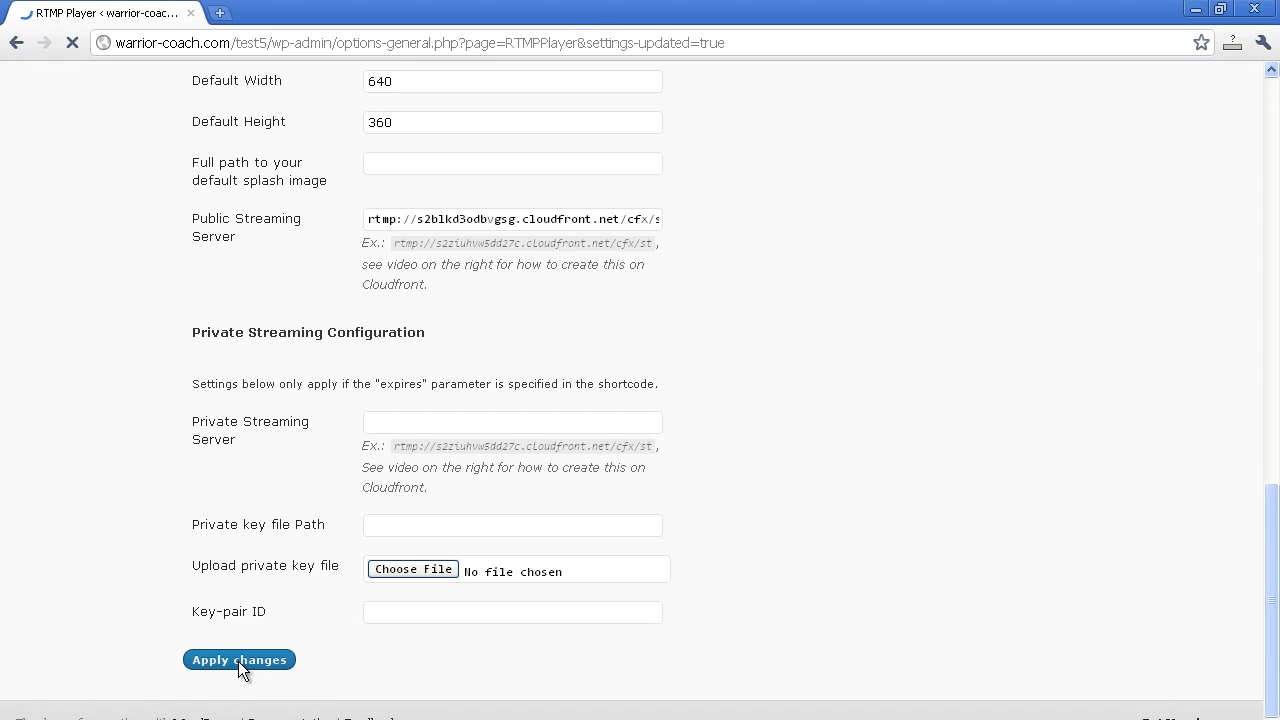 RTMP Player ‹ warrior-coac...
warrior-coach.com/test5/wp-admin/options-general.php?page=RTMPPlayer&settings-updated=true
Default Width
640
Default Height
360
Full path to your
default splash image
Public Streaming
Server
rtmp://s2blkd3odbvgsg.cloudfront.net/cfx/s
Ex.: rtmp://s2ziuhvw5dd27c.cloudfront.net/cfx/st,
see video on the right for how to create this on
Cloudfront.
Private Streaming Configuration
Settings below only apply if the "expires" parameter is specified in the shortcode.
Private Streaming
Server
Ex.: rtmp://s2ziuhvw5dd27c.cloudfront.net/cfx/st,
See video on the right for how to create this on
Cloudfront.
Private key file Path
Upload private key file
Choose File No file chosen
Key-pair ID
Apply changes